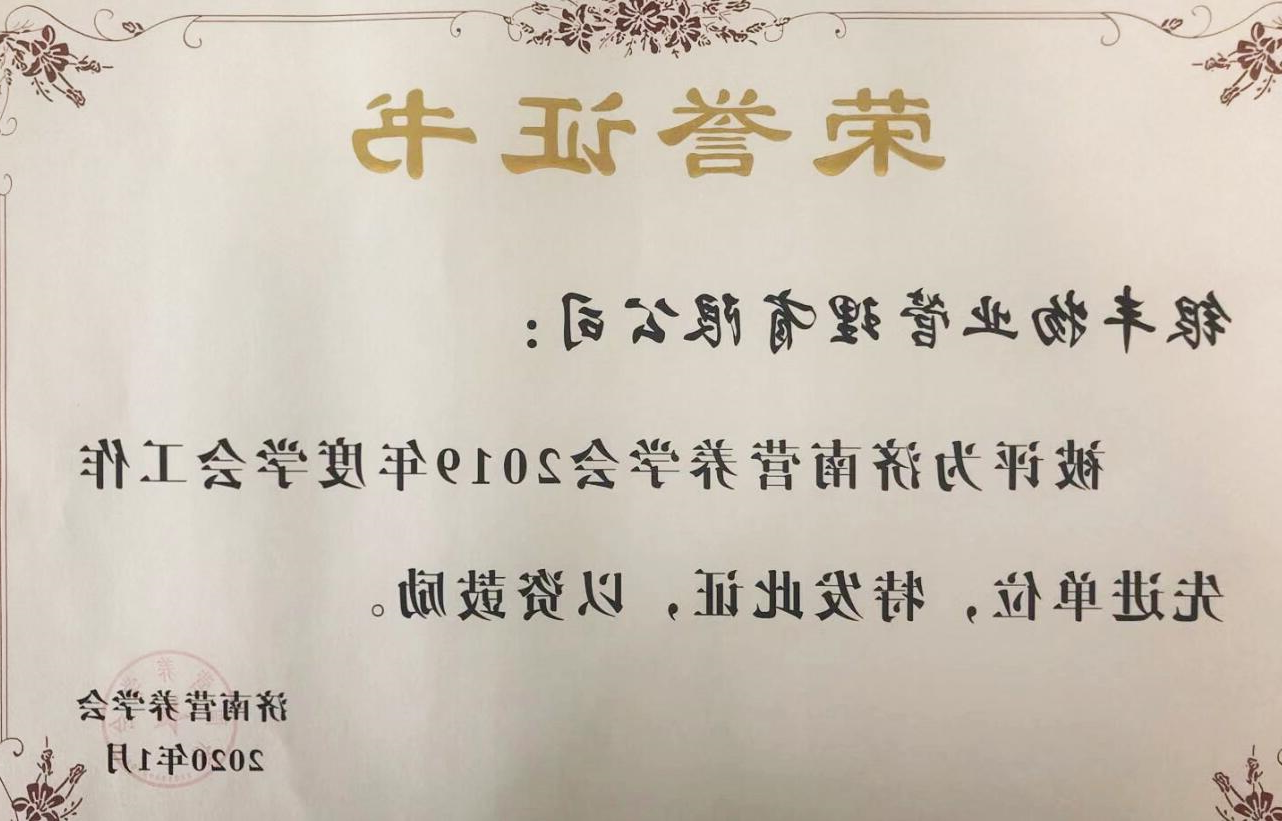 荣誉证书
银丰物业管理有限公司：
被评为济南营养学会2019年度学会工作
先进单位，特发此证，以资鼓励。
济南营养学会
2020年1月